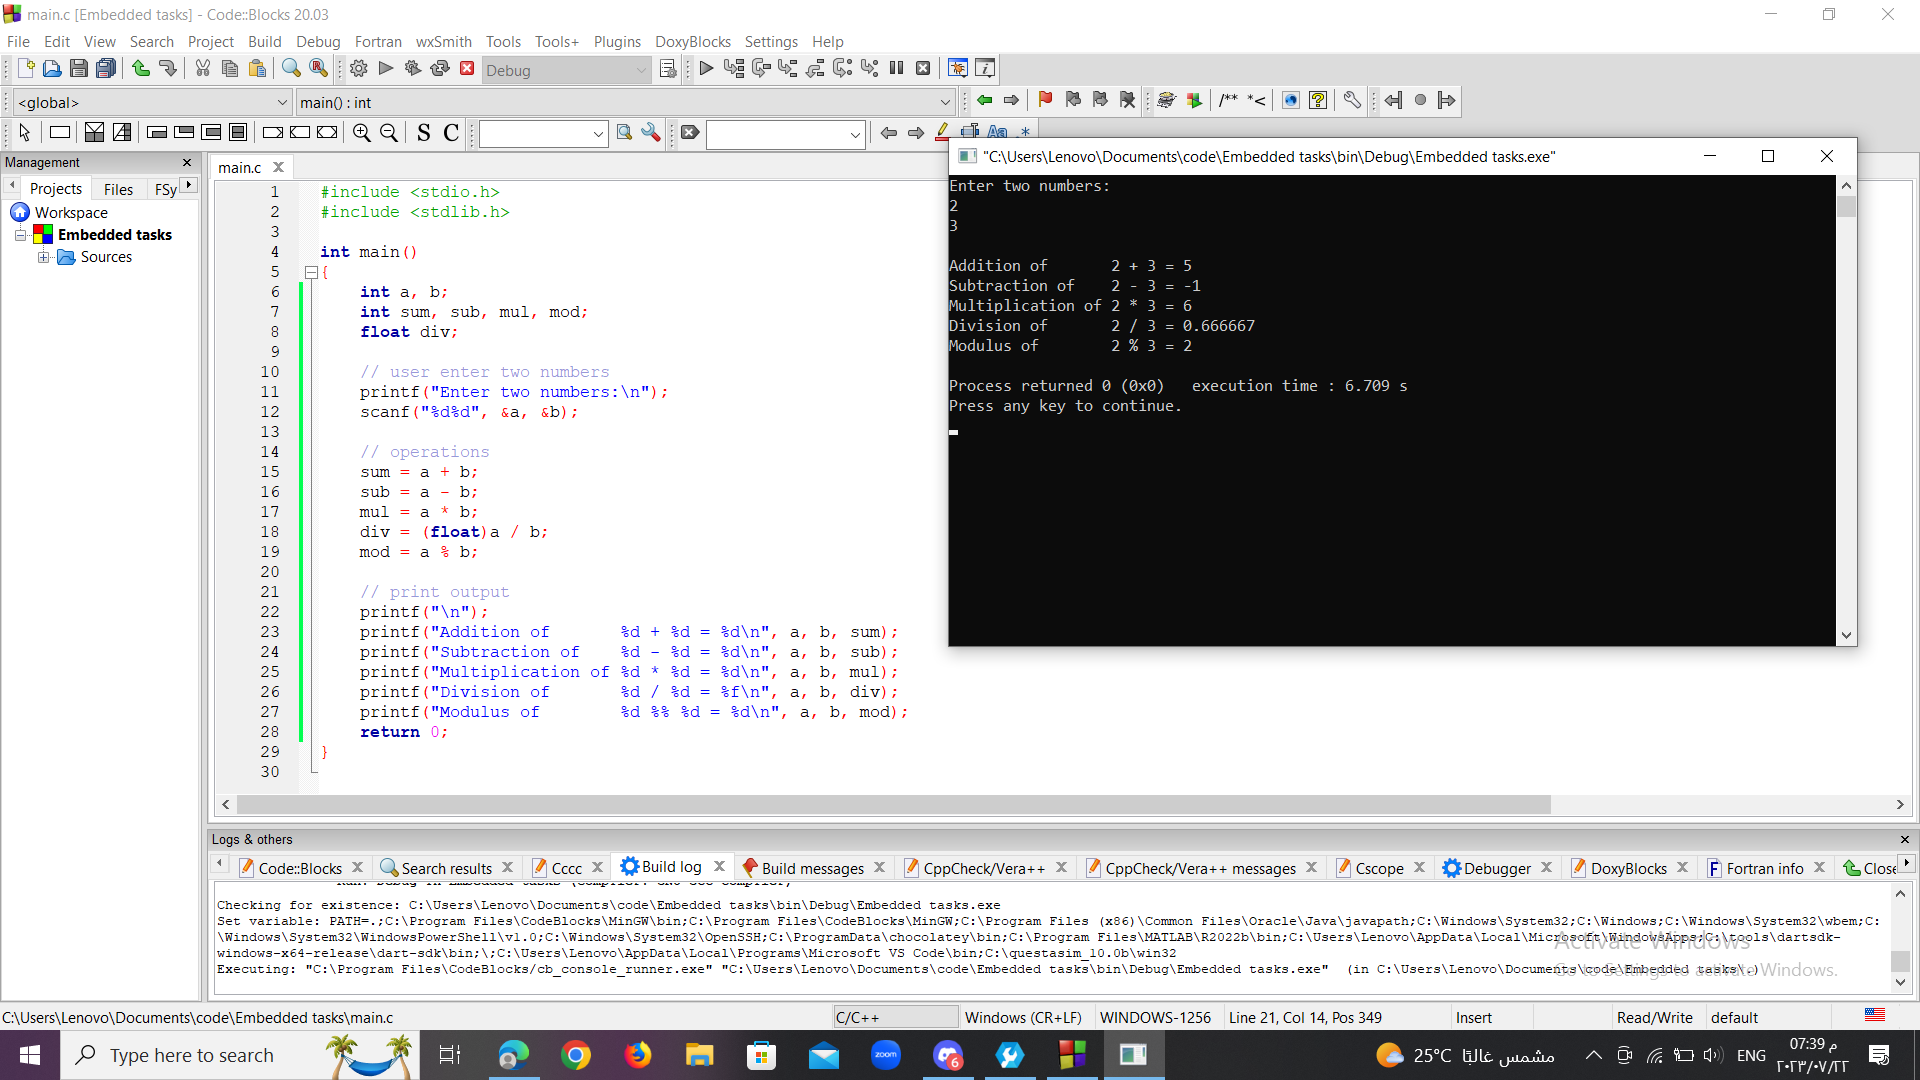 main.c [Embedded tasks] - Code::Blocks 20.03
File Edit View Search Project Build Debug Fortran wxSmith Tools Tools+ Plugins DoxyBlocks Settings Help
Debug
<global> main() : int /** *<
S C Aa .*
Management
Projects Files FSy
Workspace
Embedded tasks
Sources
main.c
1 #include <stdio.h>
2 #include <stdlib.h>
3
4 int main()
5 {
6 int a, b;
7 int sum, sub, mul, mod;
8 float div;
9
10 // user enter two numbers
11 printf("Enter two numbers:\n");
12 scanf("%d%d", &a, &b);
13
14 // operations
15 sum = a + b;
16 sub = a - b;
17 mul = a * b;
18 div = (float)a / b;
19 mod = a % b;
20
21 // print output
22 printf("\n");
23 printf("Addition of       %d + %d = %d\n", a, b, sum);
24 printf("Subtraction of    %d - %d = %d\n", a, b, sub);
25 printf("Multiplication of %d * %d = %d\n", a, b, mul);
26 printf("Division of       %d / %d = %f\n", a, b, div);
27 printf("Modulus of        %d %% %d = %d\n", a, b, mod);
28 return 0;
29 }
30
"C:\Users\Lenovo\Documents\code\Embedded tasks\bin\Debug\Embedded tasks.exe"
Enter two numbers:
2
3
Addition of       2 + 3 = 5
Subtraction of    2 - 3 = -1
Multiplication of 2 * 3 = 6
Division of       2 / 3 = 0.666667
Modulus of        2 % 3 = 2
Process returned 0 (0x0)   execution time : 6.709 s
Press any key to continue.
Logs & others
Code::Blocks Search results Cccc Build log Build messages CppCheck/Vera++ CppCheck/Vera++ messages Cscope Debugger DoxyBlocks Fortran info Close
Checking for existence: C:\Users\Lenovo\Documents\code\Embedded tasks\bin\Debug\Embedded tasks.exe
Set variable: PATH=.;C:\Program Files\CodeBlocks\MinGW\bin;C:\Program Files\CodeBlocks\MinGW;C:\Program Files (x86)\Common Files\Oracle\Java\javapath;C:\Windows\System32;C:\Windows;C:\Windows\System32\wbem;C:
\Windows\System32\WindowsPowerShell\v1.0;C:\Windows\System32\OpenSSH;C:\ProgramData\chocolatey\bin;C:\Program Files\MATLAB\R2022b\bin;C:\Users\Lenovo\AppData\Local\Microsoft\WindowsApps;C:\tools\dartsdk-
windows-x64-release\dart-sdk\bin;\;C:\Users\Lenovo\AppData\Local\Programs\Microsoft VS Code\bin;C:\questasim_10.0b\win32
Executing: "C:\Program Files\CodeBlocks/cb_console_runner.exe" "C:\Users\Lenovo\Documents\code\Embedded tasks\bin\Debug\Embedded tasks.exe"  (in C:\Users\Lenovo\Documents\code\Embedded tasks\.)
Activate Windows
Go to Settings to activate Windows.
C:\Users\Lenovo\Documents\code\Embedded tasks\main.c C/C++ Windows (CR+LF) WINDOWS-1256 Line 21, Col 14, Pos 349 Insert Read/Write default
Type here to search
zoom
6
25°C مشمس غالبًا
ENG
07:39 م
٢٠٢٣/٠٧/٢٢